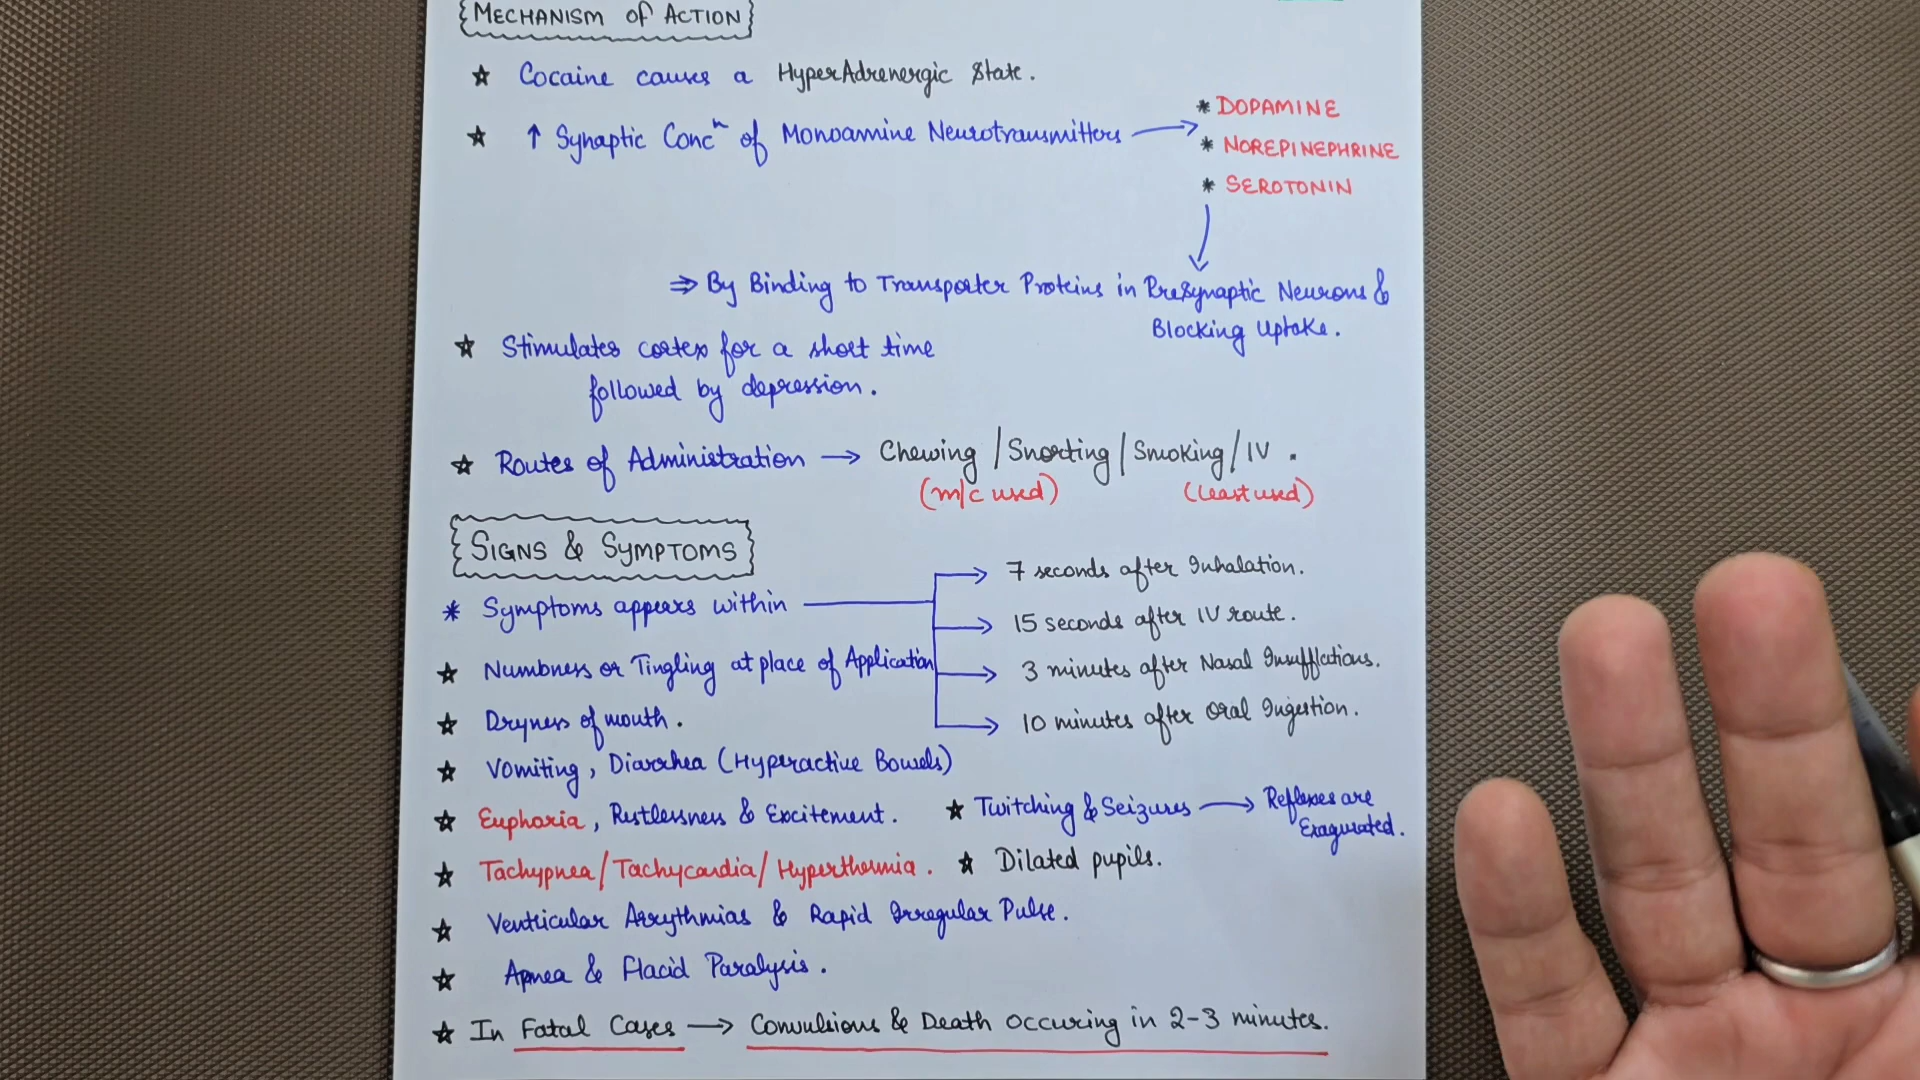 MECHANISM OF ACTION
☆ Cocaine causes a HyperAdrenergic State.
☆ ↑ Synaptic Concⁿ of Monoamine Neurotransmitters →
* DOPAMINE
* NOREPINEPHRINE
* SEROTONIN
⇒ By Binding to Transporter Proteins in PreSynaptic Neurons &
Blocking Uptake.
☆ Stimulates cortex for a short time
followed by depression.
☆ Routes of Administration → Chewing / Snorting / Smoking / IV .
(m/c used) (Least used)
SIGNS & SYMPTOMS
* Symptoms appears within
→ 7 seconds after Inhalation.
→ 15 seconds after IV route.
→ 3 minutes after Nasal Insufflations.
→ 10 minutes after Oral Ingestion.
☆ Numbness or Tingling at place of Application
☆ Dryness of mouth.
☆ Vomiting, Diarrhea (Hyperactive Bowels)
☆ Euphoria, Restlessness & Excitement.
★ Twitching & Seizures → Reflexes are
Exagurated.
☆ Tachypnea/Tachycardia/Hyperthermia. ☆ Dilated pupils.
☆ Ventricular Arrythmias & Rapid Irregular Pulse.
☆ Apnea & Flacid Paralysis.
☆ In Fatal Cases → Convulsions & Death occuring in 2-3 minutes.